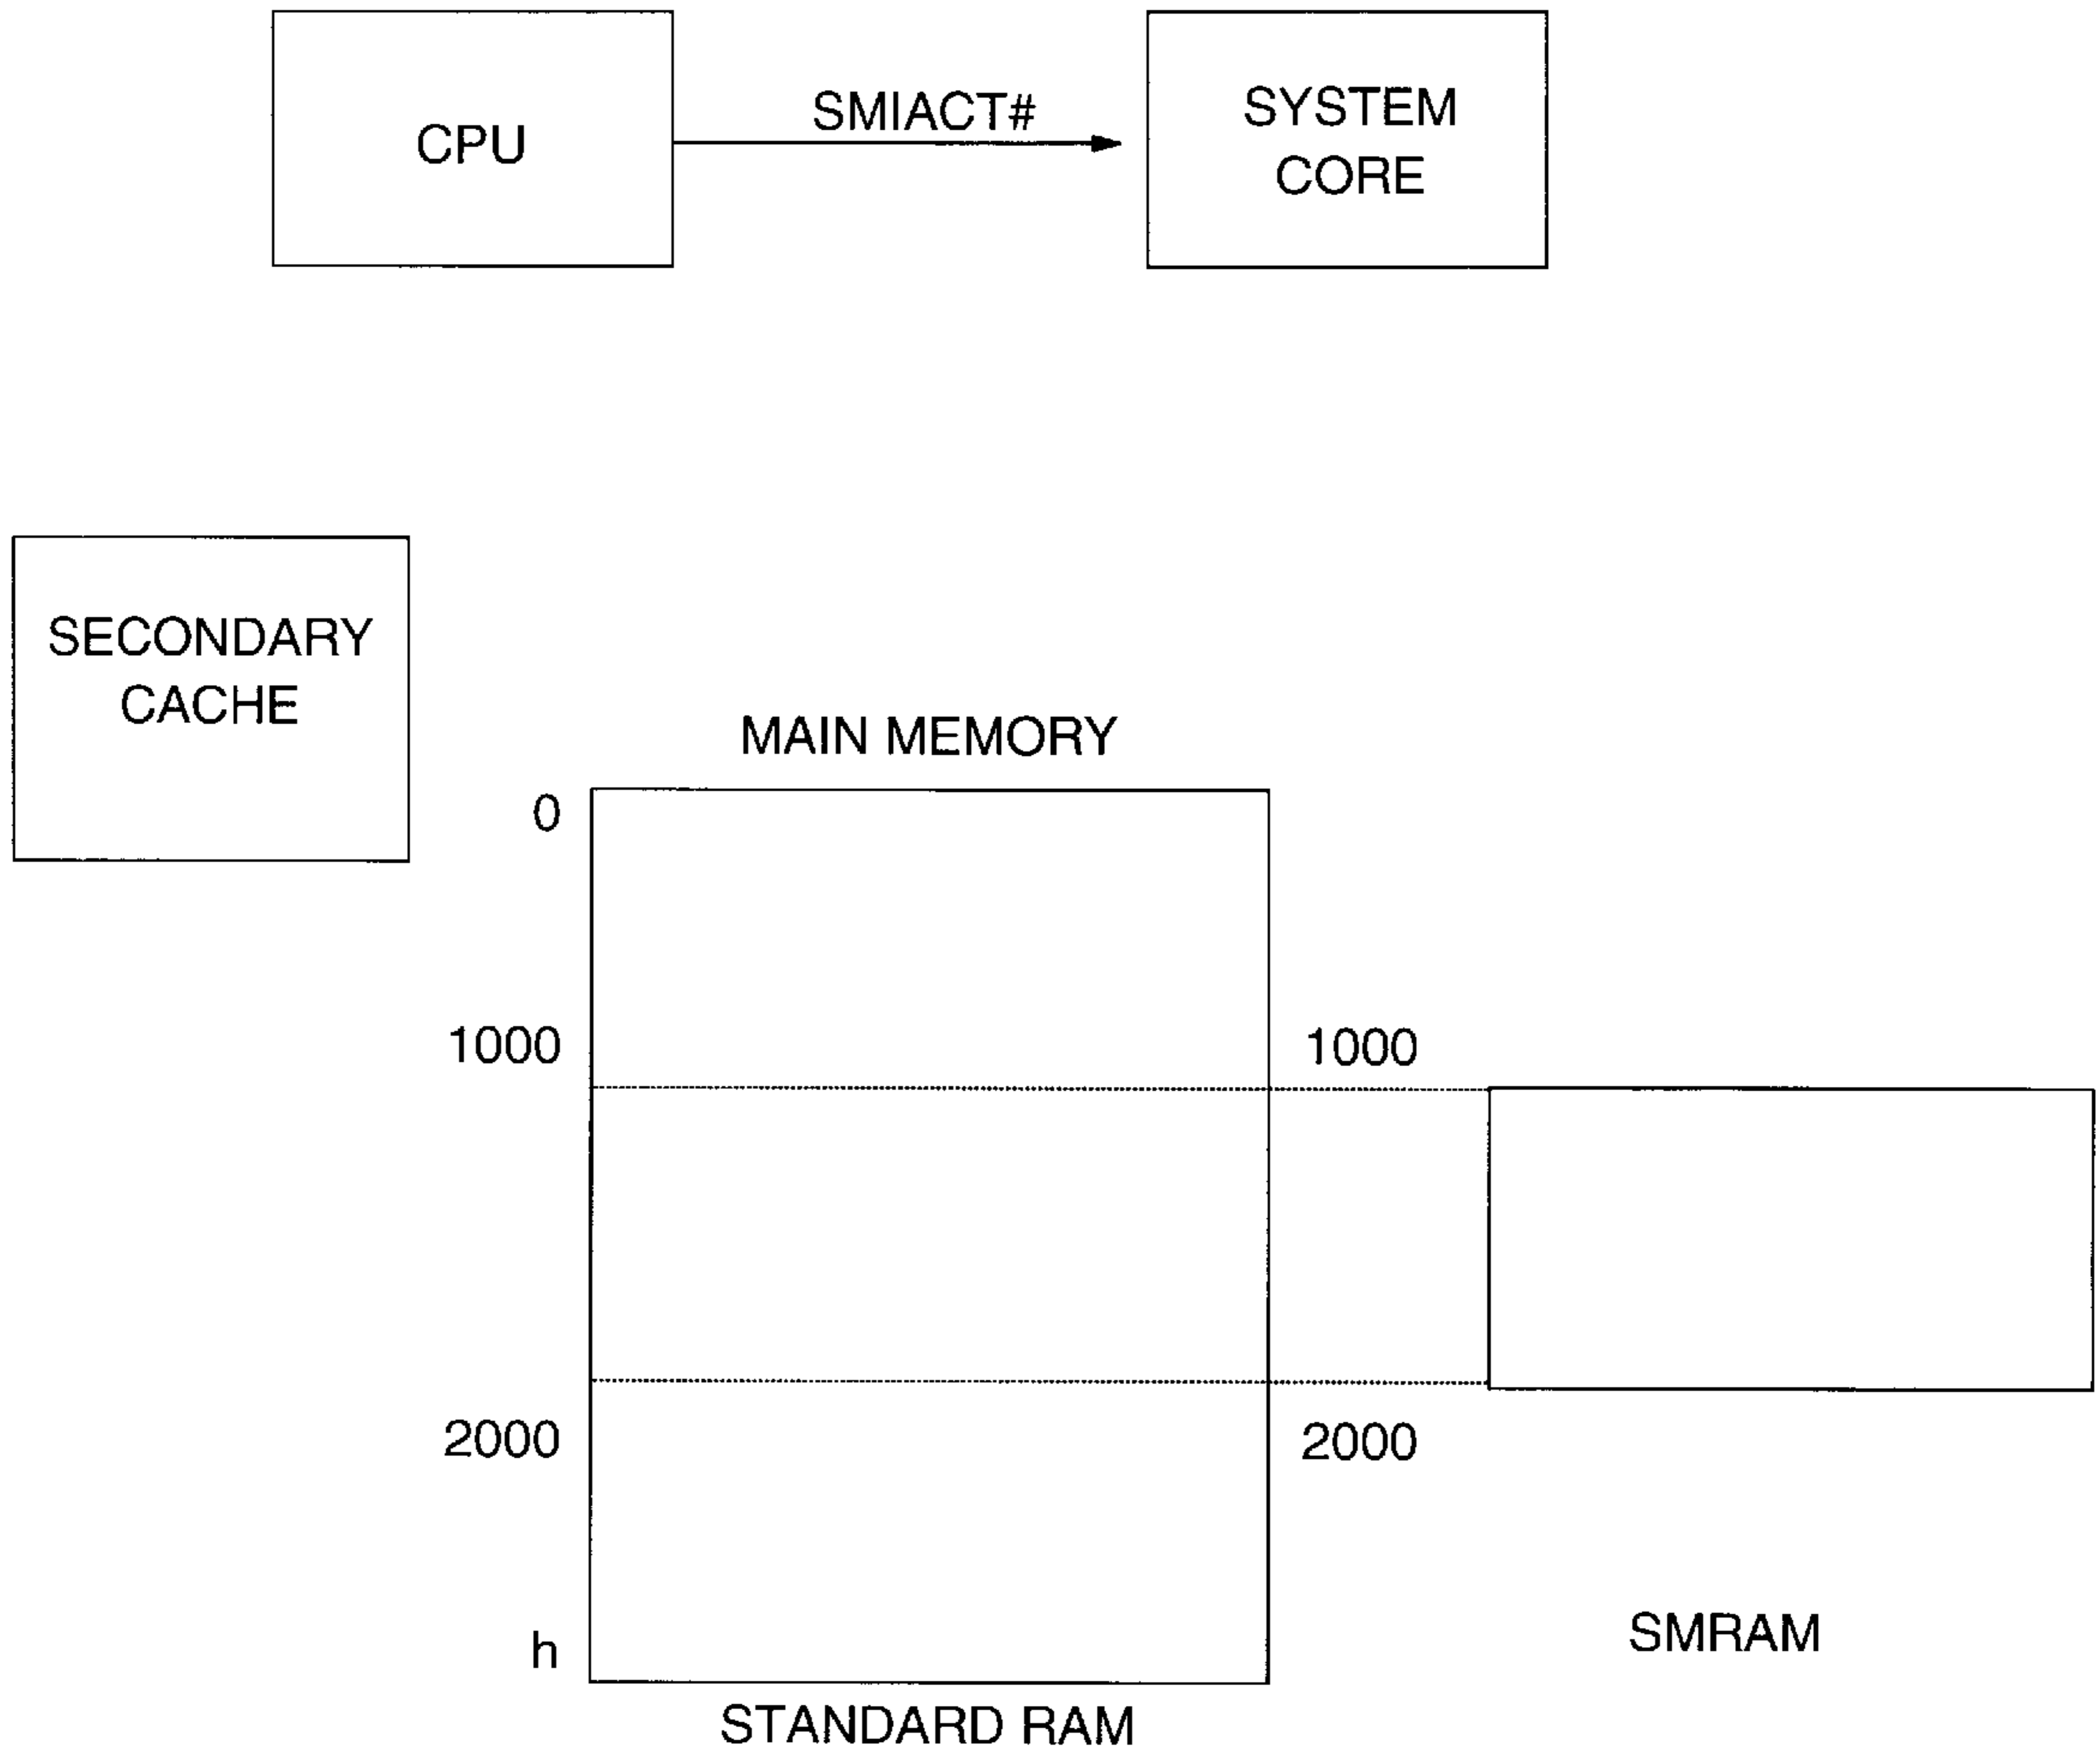 CPU
SMIACT#
SYSTEM
CORE
SECONDARY
CACHE
MAIN MEMORY
0
1000
1000
2000
2000
h
SMRAM
STANDARD RAM